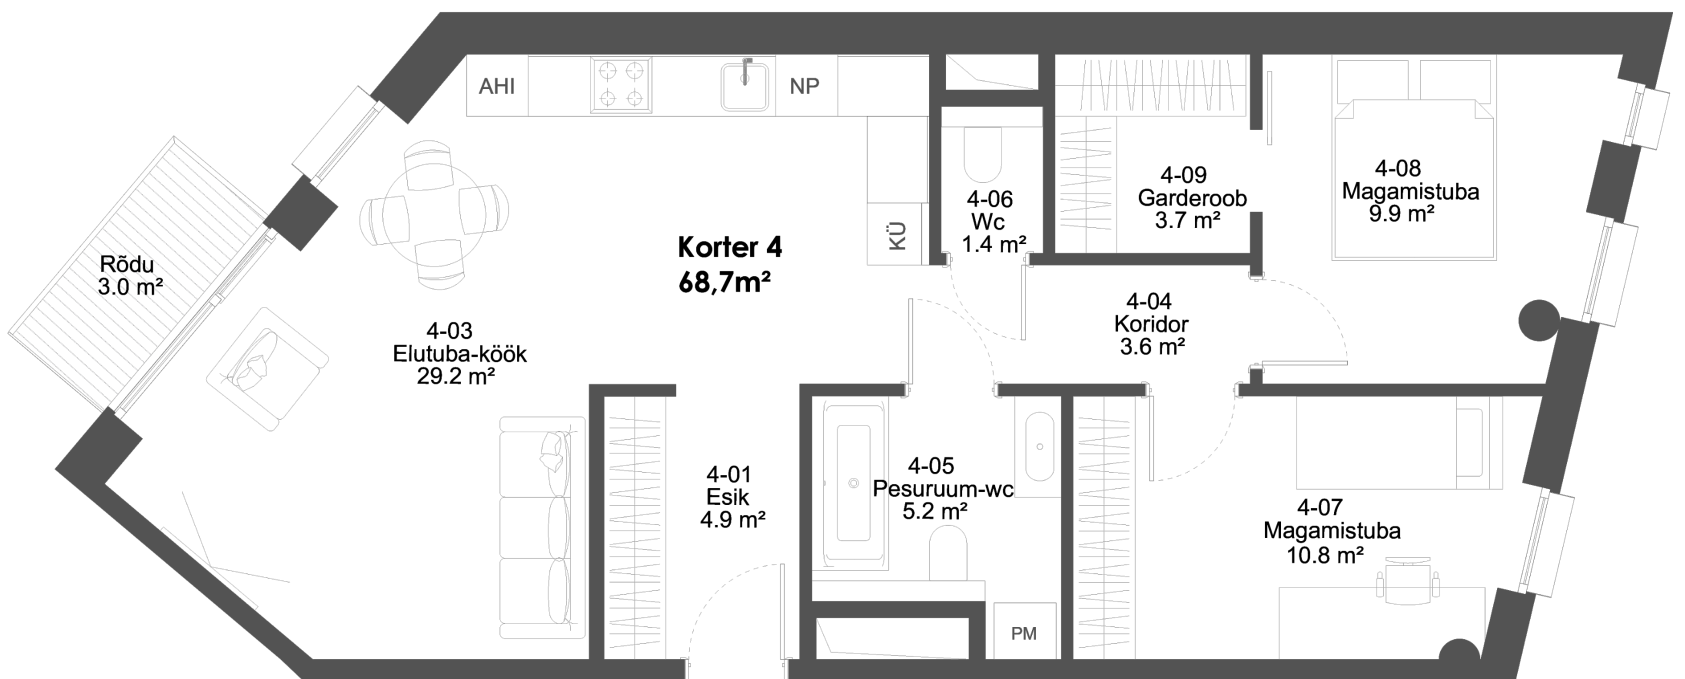 AHI
NP
KÜ
Korter 4
68,7m²
Rõdu
3.0 m²
4-03
Elutuba-köök
29.2 m²
4-06
Wc
1.4 m²
4-09
Garderoob
3.7 m²
4-08
Magamistuba
9.9 m²
4-04
Koridor
3.6 m²
4-01
Esik
4.9 m²
4-05
Pesuruum-wc
5.2 m²
4-07
Magamistuba
10.8 m²
PM